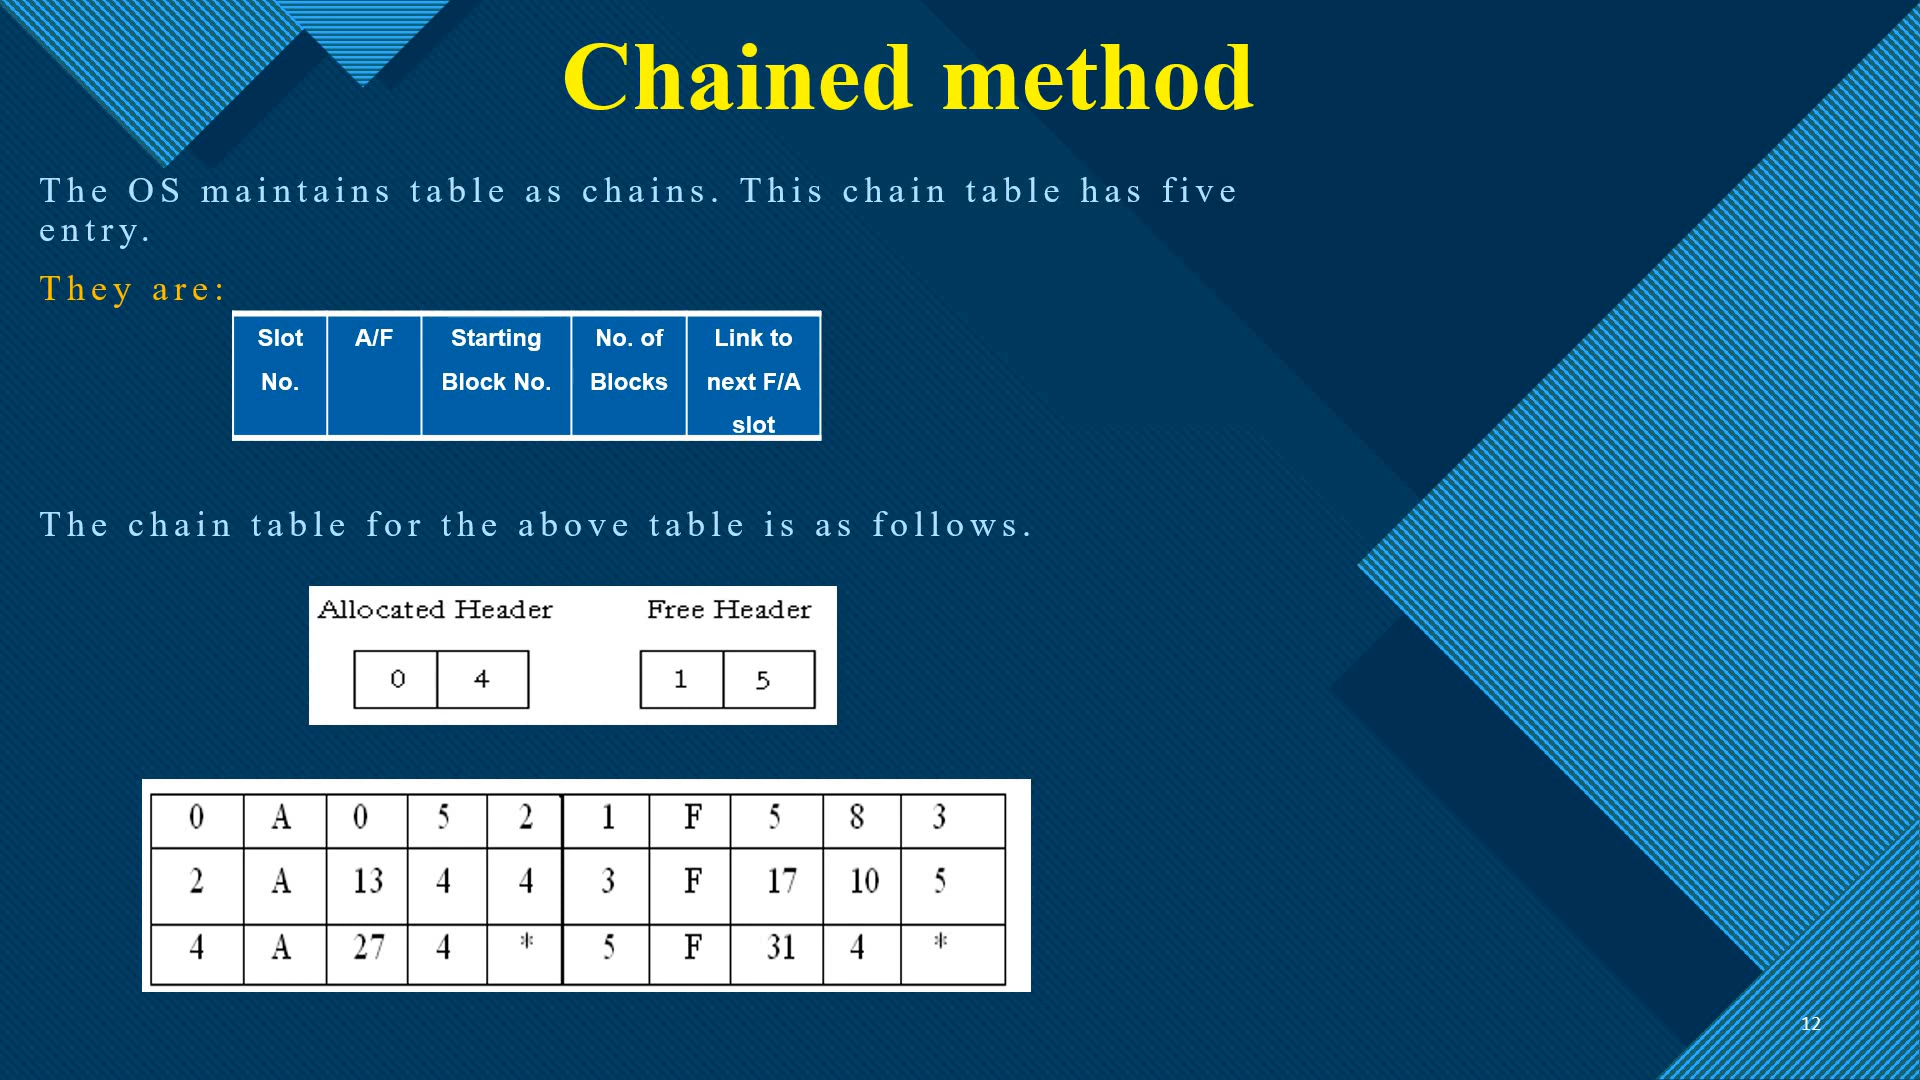 Chained method
The OS maintains table as chains. This chain table has five
entry.
They are:
Slot A/F Starting No. of Link to
No. Block No. Blocks next F/A
slot
The chain table for the above table is as follows.
Allocated Header Free Header
0 4 1 5
0 A 0 5 2 1 F 5 8 3
2 A 13 4 4 3 F 17 10 5
4 A 27 4 * 5 F 31 4 *
12